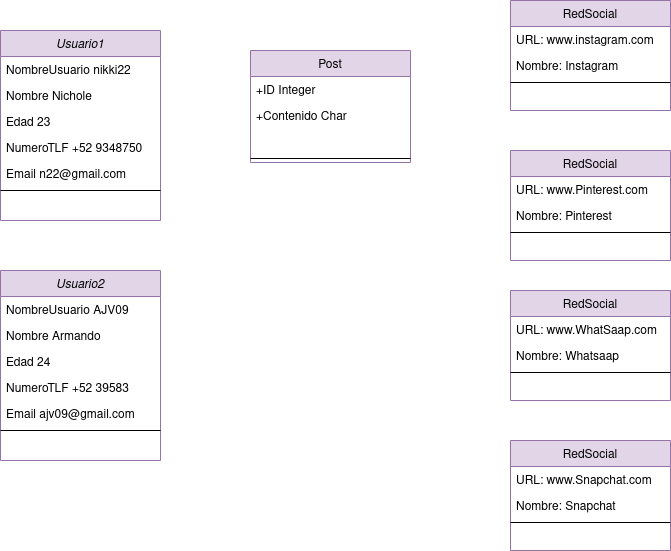 Usuario1
NombreUsuario nikki22
Nombre Nichole
Edad 23
NumeroTLF +52 9348750
Email n22@gmail.com
Usuario2
NombreUsuario AJV09
Nombre Armando
Edad 24
NumeroTLF +52 39583
Email ajv09@gmail.com
Post
+ID Integer
+Contenido Char
RedSocial
URL: www.instagram.com
Nombre: Instagram
RedSocial
URL: www.Pinterest.com
Nombre: Pinterest
RedSocial
URL: www.WhatSaap.com
Nombre: Whatsaap
RedSocial
URL: www.Snapchat.com
Nombre: Snapchat